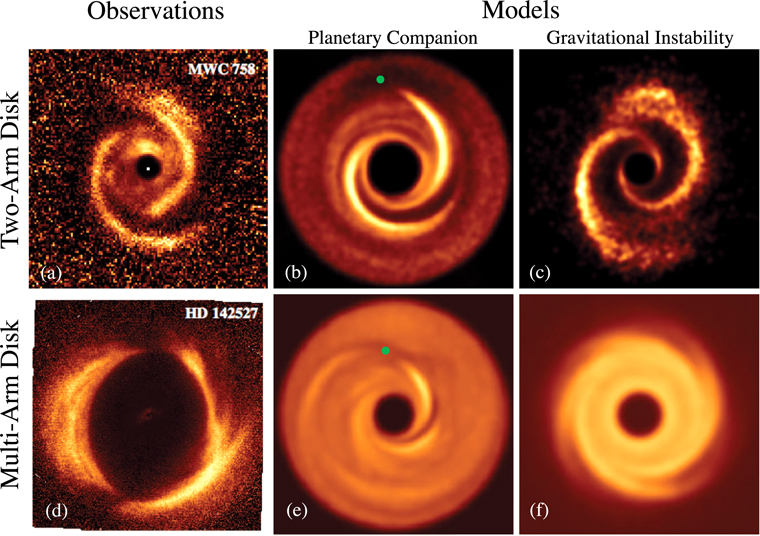 Observations
Models
Planetary Companion
Gravitational Instability
Two-Arm Disk
MWC 758
(a)
(b)
(c)
Multi-Arm Disk
HD 142527
(d)
(e)
(f)